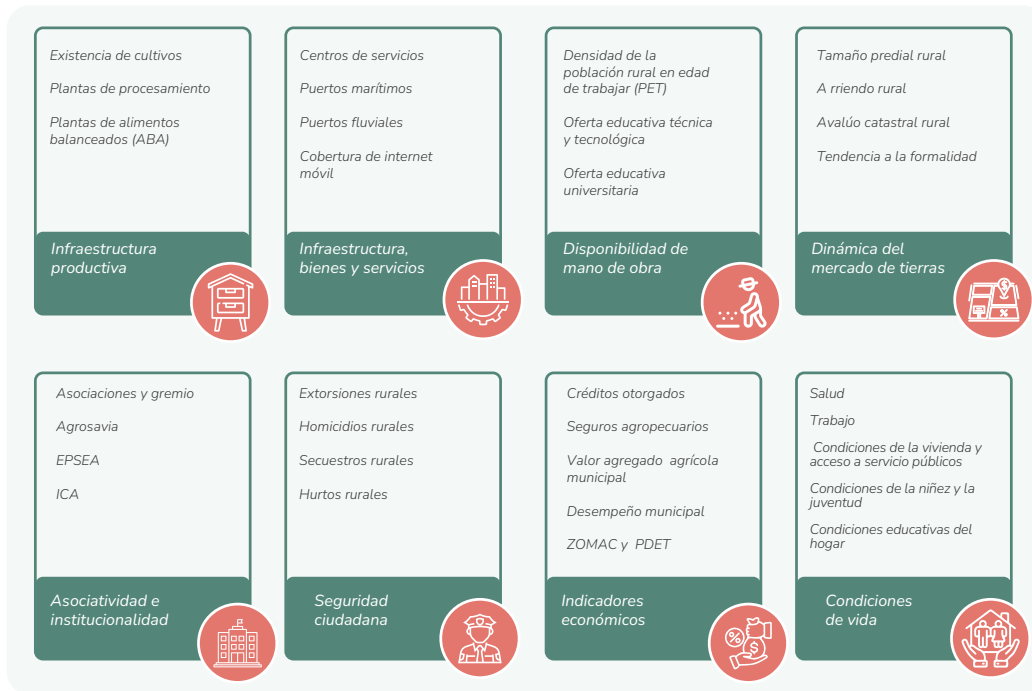 Existencia de cultivos
Plantas de procesamiento
Plantas de alimentos
balanceados (ABA)
Infraestructura
productiva
Centros de servicios
Puertos marítimos
Puertos fluviales
Cobertura de internet
móvil
Infraestructura,
bienes y servicios
Densidad de la
población rural en edad
de trabajar (PET)
Oferta educativa técnica
y tecnológica
Oferta educativa
universitaria
Disponibilidad de
mano de obra
Tamaño predial rural
A rriendo rural
Avalúo catastral rural
Tendencia a la formalidad
Dinámica del
mercado de tierras
Asociaciones y gremio
Agrosavia
EPSEA
ICA
Asociatividad e
institucionalidad
Extorsiones rurales
Homicidios rurales
Secuestros rurales
Hurtos rurales
Seguridad
ciudadana
Créditos otorgados
Seguros agropecuarios
Valor agregado agrícola
municipal
Desempeño municipal
ZOMAC y PDET
Indicadores
económicos
Salud
Trabajo
Condiciones de la vivienda y
acceso a servicio públicos
Condiciones de la niñez y la
juventud
Condiciones educativas del
hogar
Condiciones
de vida